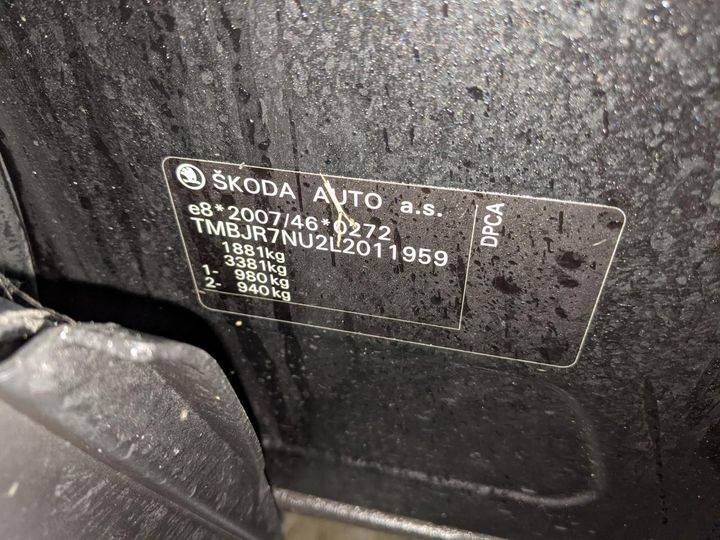 ŠKODA AUTO a.s.
e8*2007/46*0272
TMBJR7NU2L2011959
1881kg
3381kg
1- 980kg
2- 940kg
DPCA